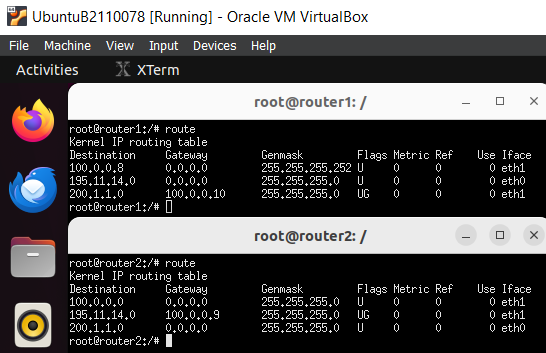 UbuntuB2110078 [Running] - Oracle VM VirtualBox
File Machine View Input Devices Help
Activities XTerm
root@router1: /
root@router1:/# route
Kernel IP routing table
Destination Gateway Genmask Flags Metric Ref Use Iface
100.0.0.8 0.0.0.0 255.255.255.252 U 0 0 0 eth1
195.11.14.0 0.0.0.0 255.255.255.0 U 0 0 0 eth0
200.1.1.0 100.0.0.10 255.255.255.0 UG 0 0 0 eth1
root@router1:/#
root@router2: /
root@router2:/# route
Kernel IP routing table
Destination Gateway Genmask Flags Metric Ref Use Iface
100.0.0.0 0.0.0.0 255.255.255.0 U 0 0 0 eth1
195.11.14.0 100.0.0.9 255.255.255.0 UG 0 0 0 eth1
200.1.1.0 0.0.0.0 255.255.255.0 U 0 0 0 eth0
root@router2:/#